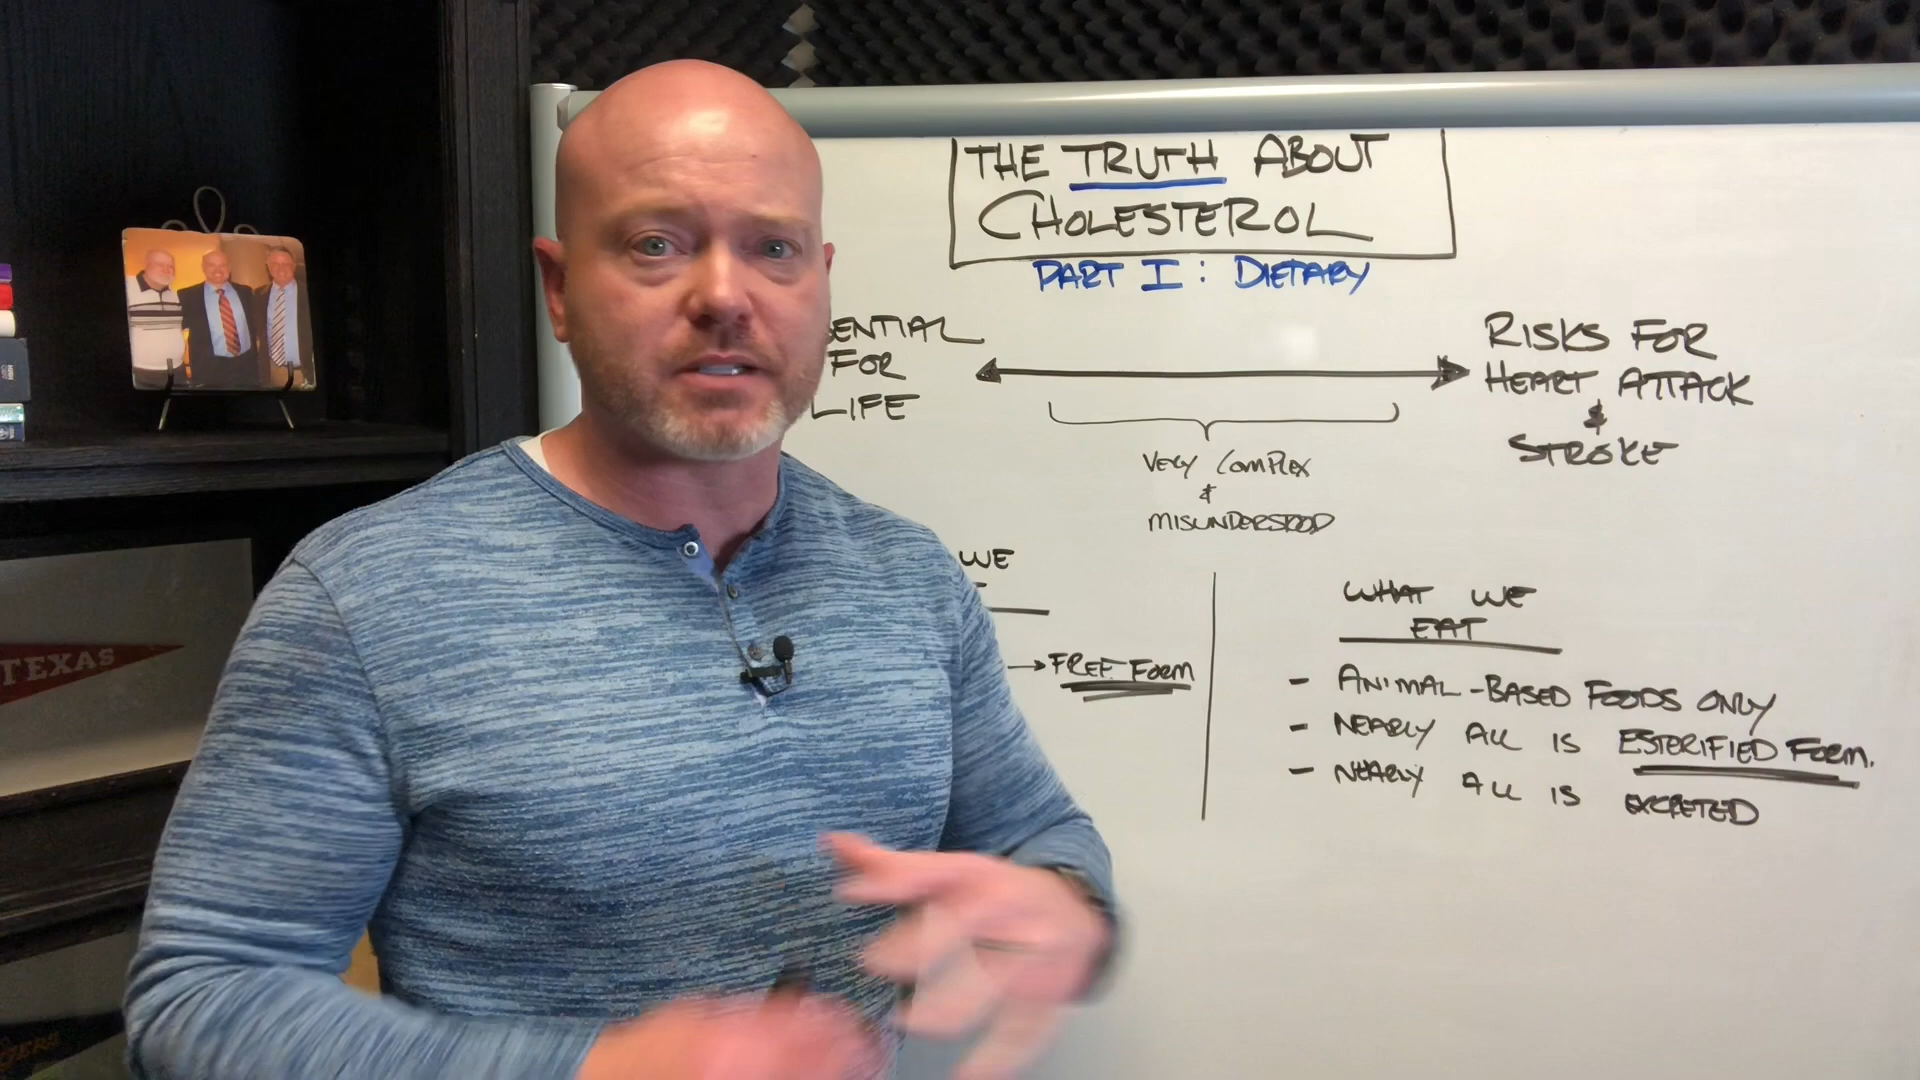 THE TRUTH ABOUT
CHOLESTEROL
PART I : DIETARY
ENTIAL
FOR
LIFE
RISKS FOR
HEART ATTACK
&
STROKE
VERY COMPLEX
&
MISUNDERSTOOD
WE
→ FREE FORM
WHAT WE
EAT
- ANIMAL-BASED FOODS ONLY
- NEARLY ALL IS ESTERIFIED FORM.
- NEARLY ALL IS EXCRETED
TEXAS